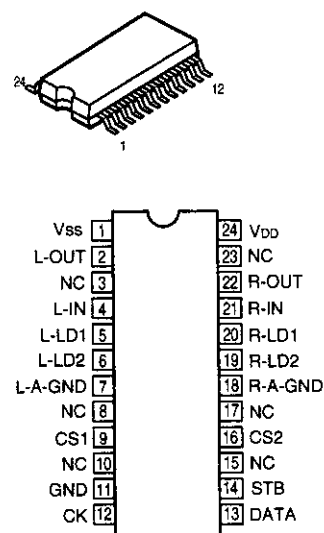 24
12
1
Vss 1 24 VDD
L-OUT 2 23 NC
NC 3 22 R-OUT
L-IN 4 21 R-IN
L-LD1 5 20 R-LD1
L-LD2 6 19 R-LD2
L-A-GND 7 18 R-A-GND
NC 8 17 NC
CS1 9 16 CS2
NC 10 15 NC
GND 11 14 STB
CK 12 13 DATA